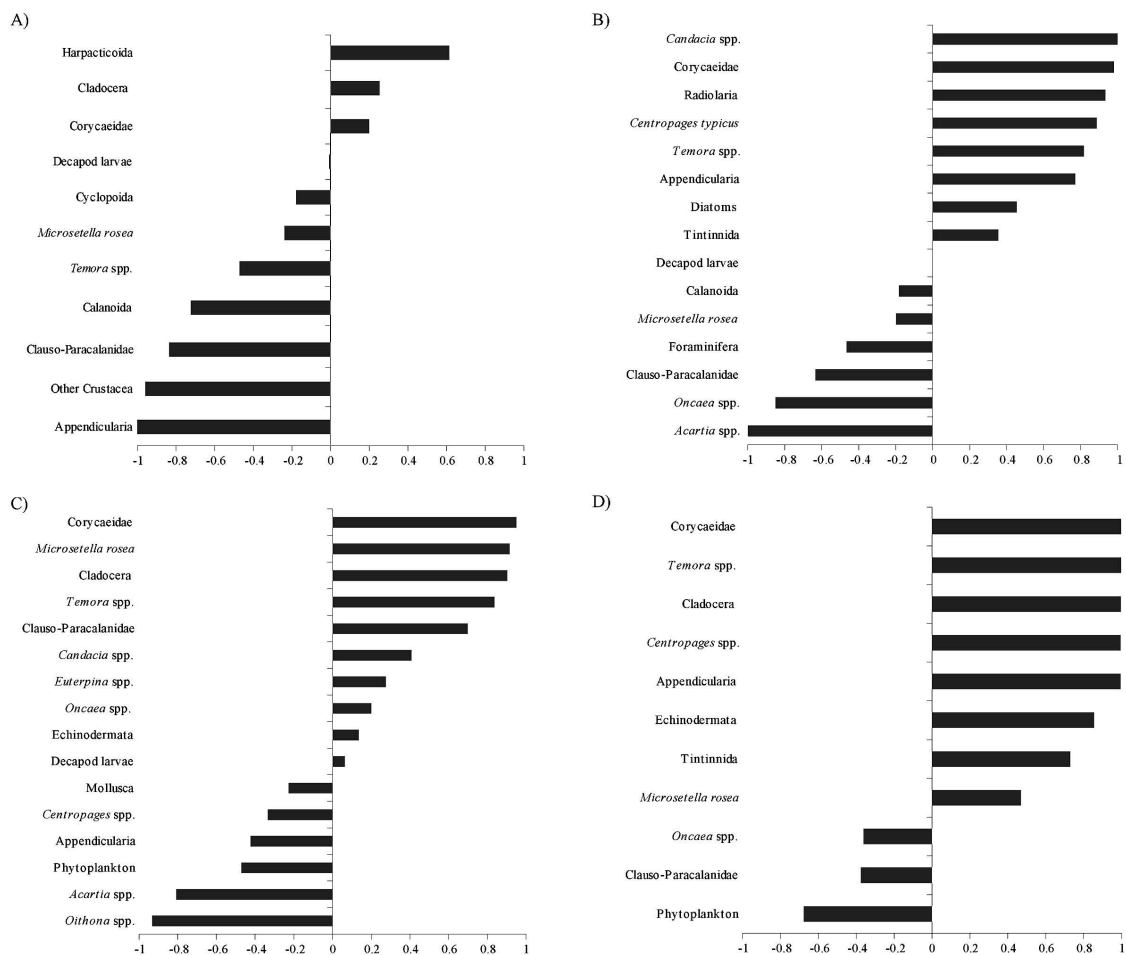 A)
Harpacticoida
Cladocera
Corycaeidae
Decapod larvae
Cyclopoida
Microsetella rosea
Temora spp.
Calanoida
Clauso-Paracalanidae
Other Crustacea
Appendicularia
-1 -0.8 -0.6 -0.4 -0.2 0 0.2 0.4 0.6 0.8 1
B)
Candacia spp.
Corycaeidae
Radiolaria
Centropages typicus
Temora spp.
Appendicularia
Diatoms
Tintinnida
Decapod larvae
Calanoida
Microsetella rosea
Foraminifera
Clauso-Paracalanidae
Oncaea spp.
Acartia spp.
-1 -0.8 -0.6 -0.4 -0.2 0 0.2 0.4 0.6 0.8 1
C)
Corycaeidae
Microsetella rosea
Cladocera
Temora spp.
Clauso-Paracalanidae
Candacia spp.
Euterpina spp.
Oncaea spp.
Echinodermata
Decapod larvae
Mollusca
Centropages spp.
Appendicularia
Phytoplankton
Acartia spp.
Oithona spp.
-1 -0.8 -0.6 -0.4 -0.2 0 0.2 0.4 0.6 0.8 1
D)
Corycaeidae
Temora spp.
Cladocera
Centropages spp.
Appendicularia
Echinodermata
Tintinnida
Microsetella rosea
Oncaea spp.
Clauso-Paracalanidae
Phytoplankton
-1 -0.8 -0.6 -0.4 -0.2 0 0.2 0.4 0.6 0.8 1